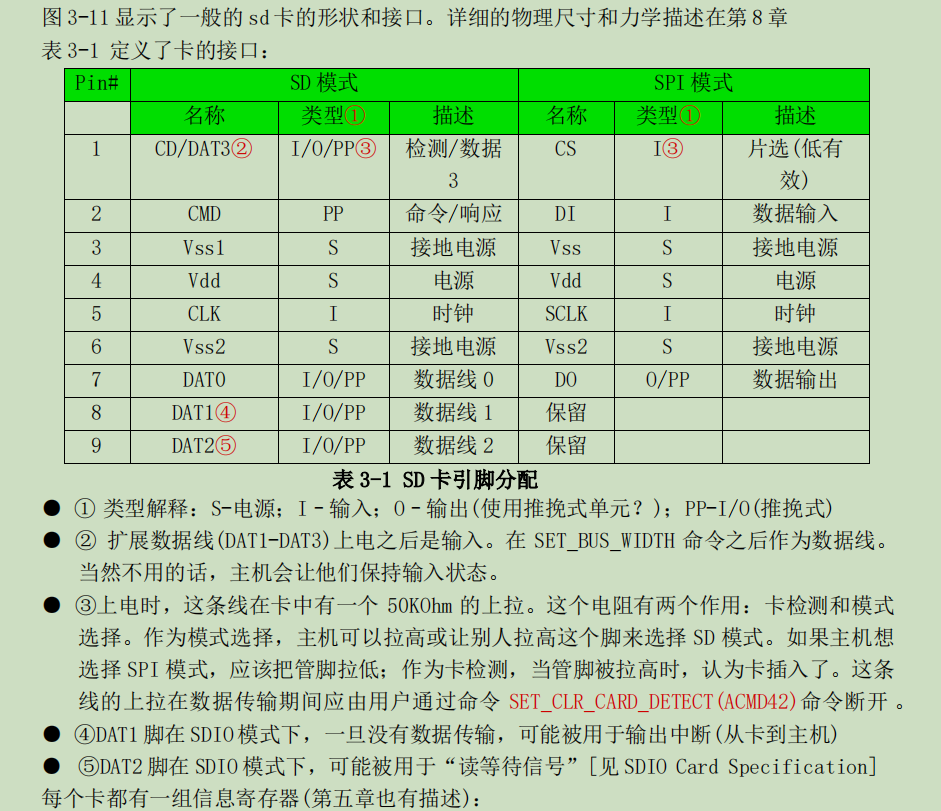 图 3-11 显示了一般的 sd 卡的形状和接口。详细的物理尺寸和力学描述在第 8 章
表 3-1 定义了卡的接口：
Pin# SD 模式 SPI 模式
名称 类型① 描述 名称 类型① 描述
1 CD/DAT3② I/O/PP③ 检测/数据 3 CS I③ 片选(低有效)
2 CMD PP 命令/响应 DI I 数据输入
3 Vss1 S 接地电源 Vss S 接地电源
4 Vdd S 电源 Vdd S 电源
5 CLK I 时钟 SCLK I 时钟
6 Vss2 S 接地电源 Vss2 S 接地电源
7 DAT0 I/O/PP 数据线 0 DO O/PP 数据输出
8 DAT1④ I/O/PP 数据线 1 保留
9 DAT2⑤ I/O/PP 数据线 2 保留
表 3-1 SD 卡引脚分配
● ① 类型解释：S-电源；I–输入；O–输出(使用推挽式单元？)；PP-I/O(推挽式)
● ② 扩展数据线(DAT1-DAT3)上电之后是输入。在 SET_BUS_WIDTH 命令之后作为数据线。
当然不用的话，主机会让他们保持输入状态。
● ③上电时，这条线在卡中有一个 50KOhm 的上拉。这个电阻有两个作用：卡检测和模式
选择。作为模式选择，主机可以拉高或让别人拉高这个脚来选择 SD 模式。如果主机想
选择 SPI 模式，应该把管脚拉低；作为卡检测，当管脚被拉高时，认为卡插入了。这条
线的上拉在数据传输期间应由用户通过命令 SET_CLR_CARD_DETECT(ACMD42)命令断开 。
● ④DAT1 脚在 SDIO 模式下，一旦没有数据传输，可能被用于输出中断(从卡到主机)
● ⑤DAT2 脚在 SDIO 模式下，可能被用于“读等待信号”[见 SDIO Card Specification]
每个卡都有一组信息寄存器(第五章也有描述)：